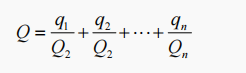 Q = q₁/Q₂ + q₂/Q₂ + ⋯ + qₙ/Qₙ